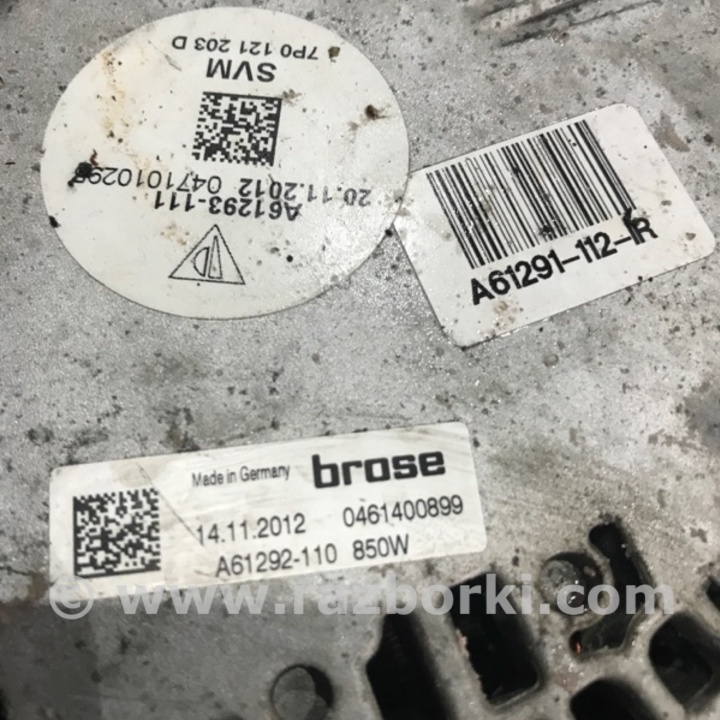 7P0 121 203 D
SVM
20.11.2012 0471010295
A61293-111
A61291-112-IR
Made in Germany brose
14.11.2012 0461400899
A61292-110 850W
© www.razborki.com